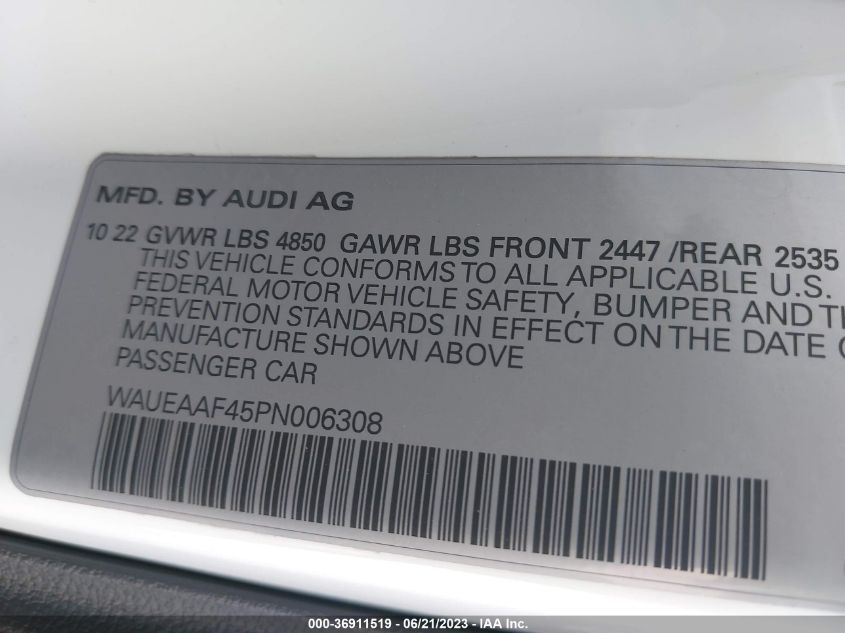 MFD. BY AUDI AG
10 22 GVWR LBS 4850 GAWR LBS FRONT 2447 /REAR 2535
THIS VEHICLE CONFORMS TO ALL APPLICABLE U.S.
FEDERAL MOTOR VEHICLE SAFETY, BUMPER AND
PREVENTION STANDARDS IN EFFECT ON THE DATE
MANUFACTURE SHOWN ABOVE
PASSENGER CAR
WAUEAAF45PN006308
000-36911519 - 06/21/2023 - IAA Inc.